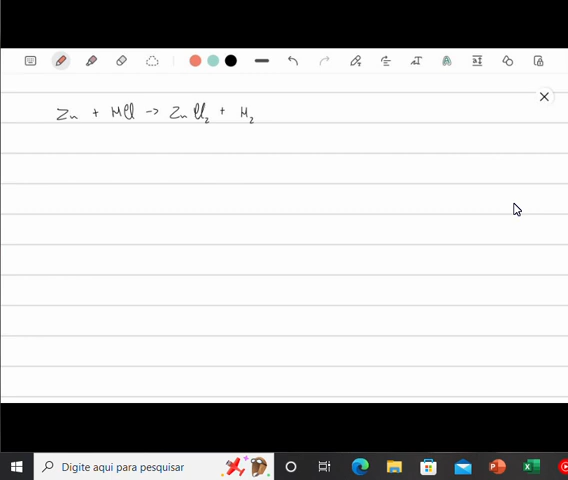 Zn + HCl → ZnCl₂ + H₂
Digite aqui para pesquisar